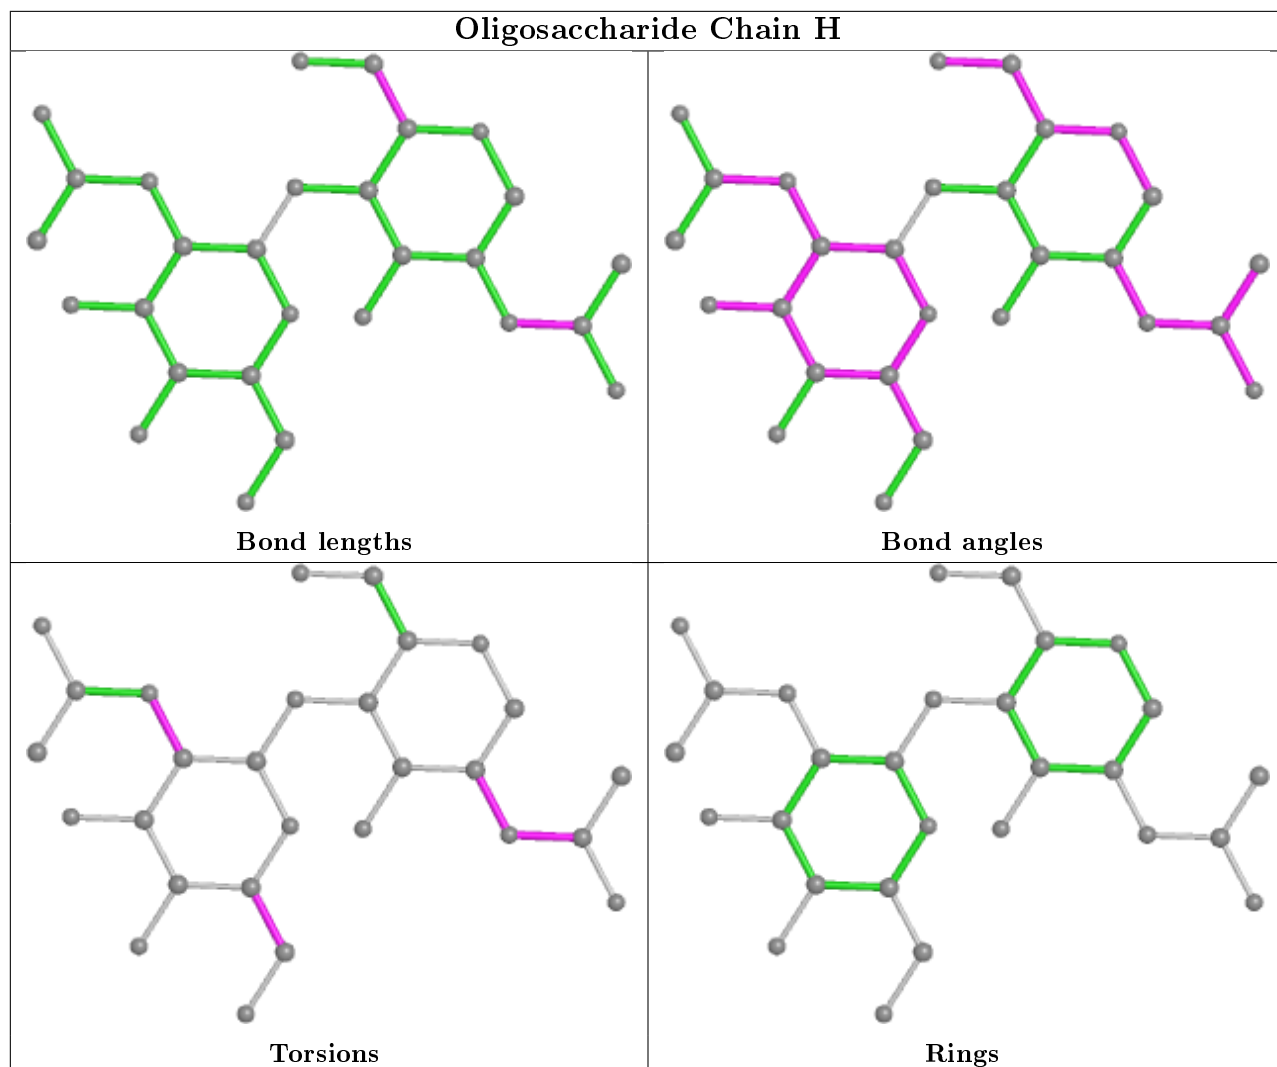 Oligosaccharide Chain H
Bond lengths
Bond angles
Torsions
Rings